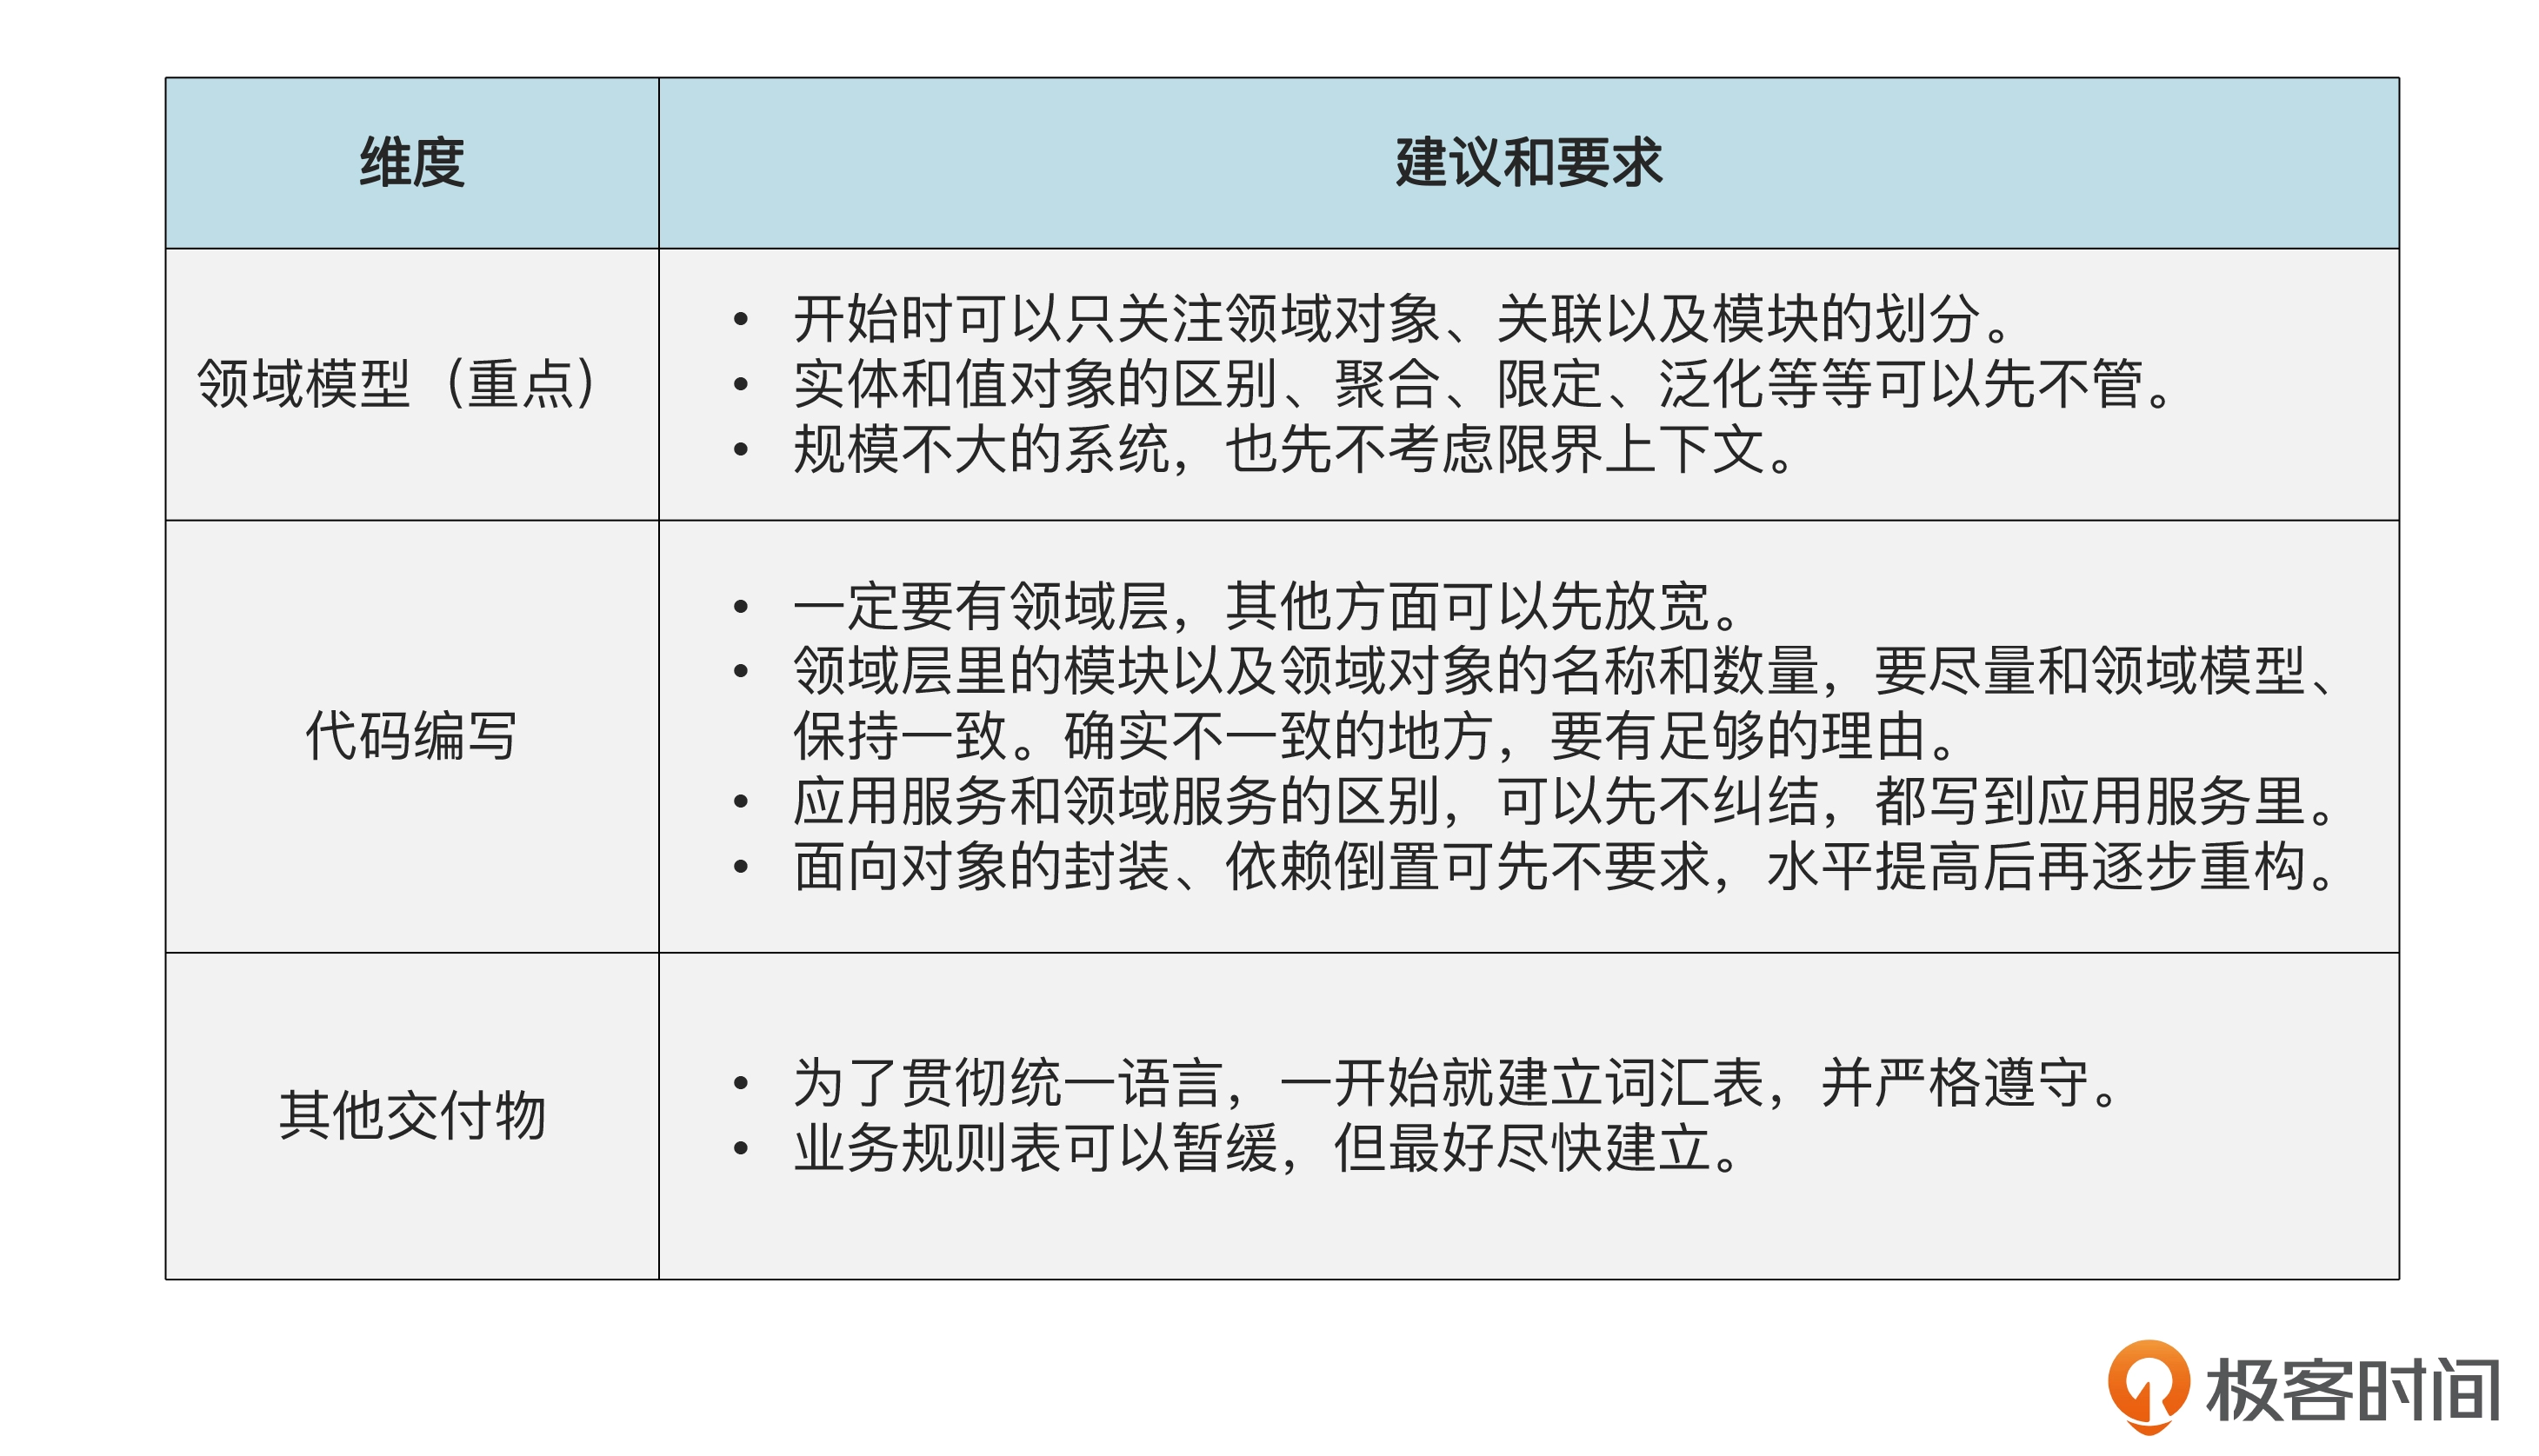 维度
建议和要求
领域模型（重点）
• 开始时可以只关注领域对象、关联以及模块的划分。
• 实体和值对象的区别、聚合、限定、泛化等等可以先不管。
• 规模不大的系统，也先不考虑限界上下文。
代码编写
• 一定要有领域层，其他方面可以先放宽。
• 领域层里的模块以及领域对象的名称和数量，要尽量和领域模型、
保持一致。确实不一致的地方，要有足够的理由。
• 应用服务和领域服务的区别，可以先不纠结，都写到应用服务里。
• 面向对象的封装、依赖倒置可先不要求，水平提高后再逐步重构。
其他交付物
• 为了贯彻统一语言，一开始就建立词汇表，并严格遵守。
• 业务规则表可以暂缓，但最好尽快建立。
极客时间